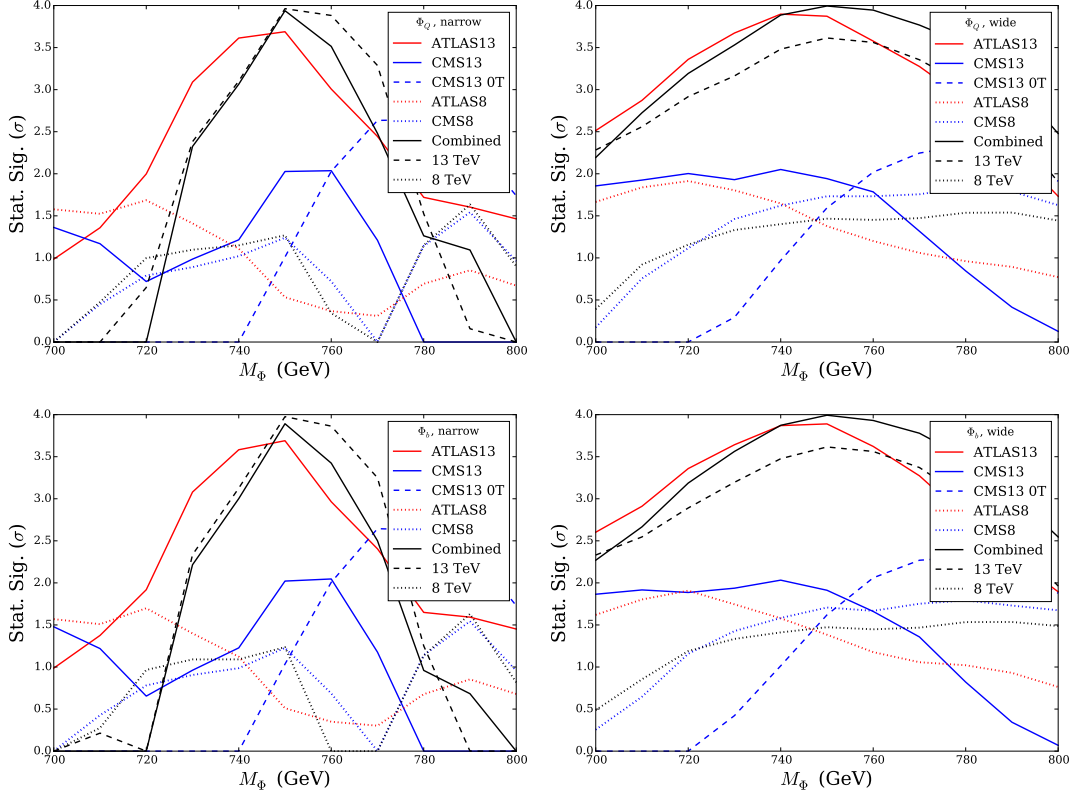 4.0
3.5
3.0
2.5
2.0
1.5
1.0
0.5
0.0
700 720 740 760 780 800
Stat. Sig. (σ)
M_Φ (GeV)
Φ_Q, narrow
ATLAS13
CMS13
CMS13 0T
ATLAS8
CMS8
Combined
13 TeV
8 TeV
4.0
3.5
3.0
2.5
2.0
1.5
1.0
0.5
0.0
700 720 740 760 780 800
Stat. Sig. (σ)
M_Φ (GeV)
Φ_Q, wide
ATLAS13
CMS13
CMS13 0T
ATLAS8
CMS8
Combined
13 TeV
8 TeV
4.0
3.5
3.0
2.5
2.0
1.5
1.0
0.5
0.0
700 720 740 760 780 800
Stat. Sig. (σ)
M_Φ (GeV)
Φ_b, narrow
ATLAS13
CMS13
CMS13 0T
ATLAS8
CMS8
Combined
13 TeV
8 TeV
4.0
3.5
3.0
2.5
2.0
1.5
1.0
0.5
0.0
700 720 740 760 780 800
Stat. Sig. (σ)
M_Φ (GeV)
Φ_b, wide
ATLAS13
CMS13
CMS13 0T
ATLAS8
CMS8
Combined
13 TeV
8 TeV